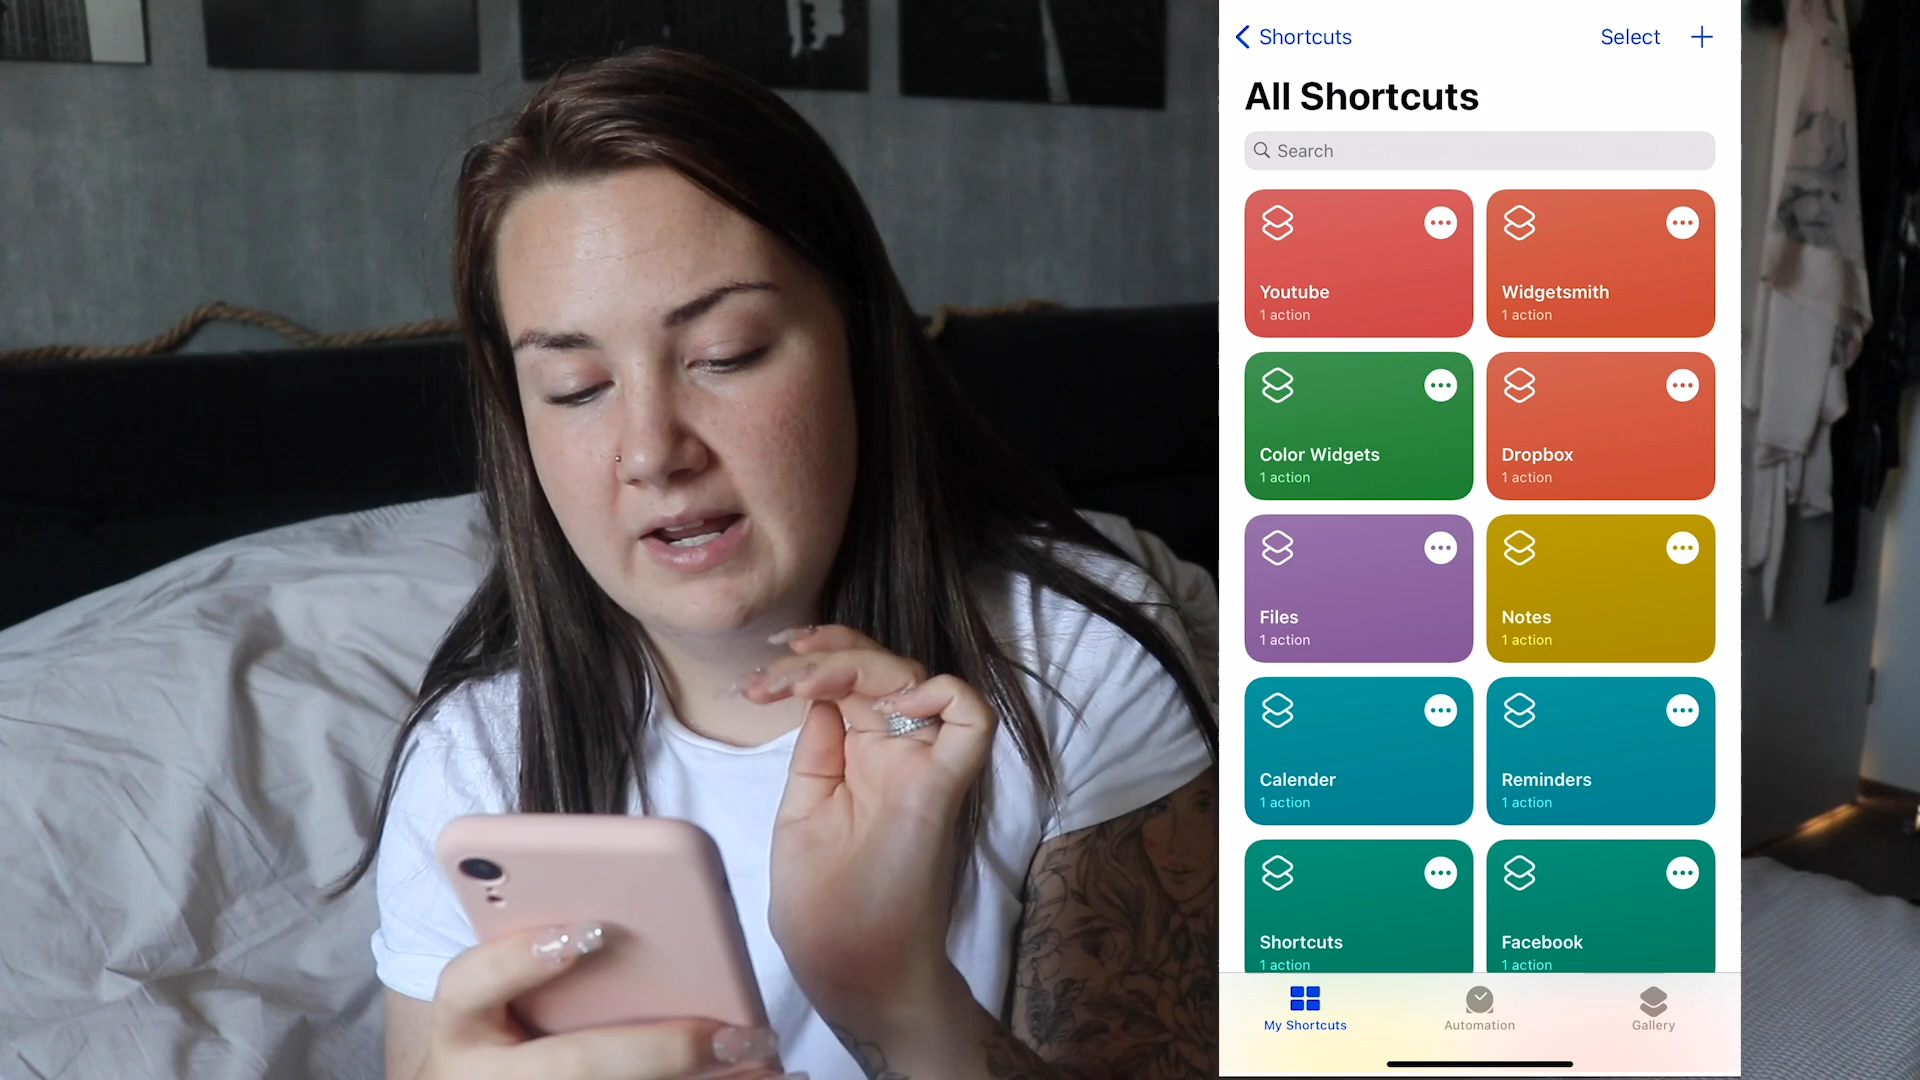 Shortcuts
Select
All Shortcuts
Search
Youtube
1 action
Widgetsmith
1 action
Color Widgets
1 action
Dropbox
1 action
Files
1 action
Notes
1 action
Calender
1 action
Reminders
1 action
Shortcuts
1 action
Facebook
1 action
My Shortcuts
Automation
Gallery